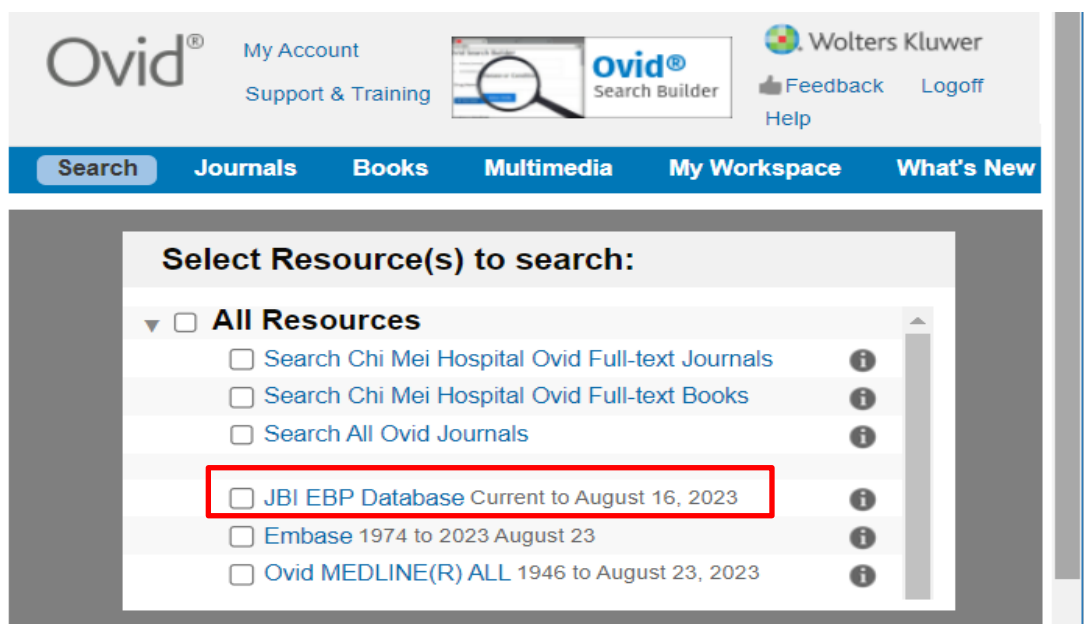 Ovid®
My Account
Support & Training
Ovid®
Search Builder
Wolters Kluwer
Feedback Logoff
Help
Search Journals Books Multimedia My Workspace What's New
Select Resource(s) to search:
All Resources
Search Chi Mei Hospital Ovid Full-text Journals
Search Chi Mei Hospital Ovid Full-text Books
Search All Ovid Journals
JBI EBP Database Current to August 16, 2023
Embase 1974 to 2023 August 23
Ovid MEDLINE(R) ALL 1946 to August 23, 2023